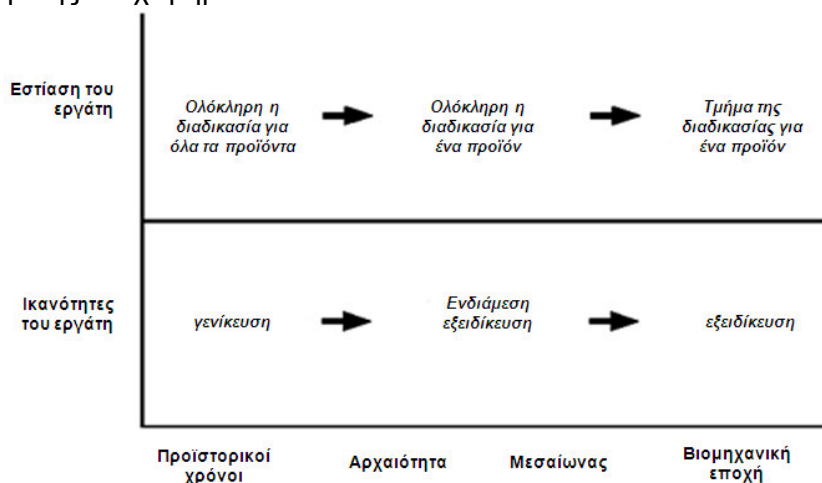 Εστίαση του
εργάτη
Ολόκληρη η
διαδικασία για
όλα τα προϊόντα
Ολόκληρη η
διαδικασία για
ένα προϊόν
Τμήμα της
διαδικασίας για
ένα προϊόν
Ικανότητες
του εργάτη
γενίκευση
Ενδιάμεση
εξειδίκευση
εξειδίκευση
Προϊστορικοί
χρόνοι
Αρχαιότητα
Μεσαίωνας
Βιομηχανική
εποχή